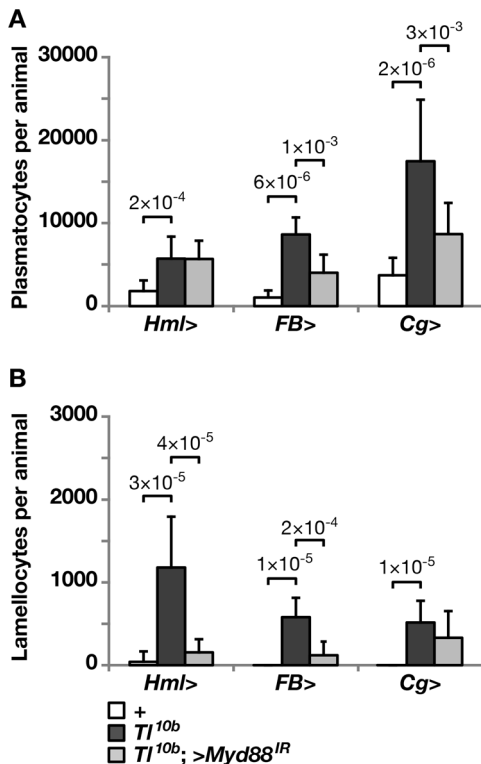 A
Plasmatocytes per animal
30000
20000
10000
0
2×10⁻⁴
6×10⁻⁶
1×10⁻³
2×10⁻⁶
3×10⁻³
Hml>
FB>
Cg>
B
Lamellocytes per animal
3000
2000
1000
0
3×10⁻⁵
4×10⁻⁵
1×10⁻⁵
2×10⁻⁴
1×10⁻⁵
Hml>
FB>
Cg>
+
Tl¹⁰ᵇ
Tl¹⁰ᵇ; >Myd88ᴵᴿ